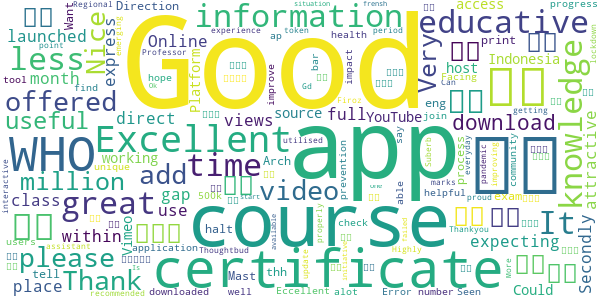 situation frensh
Regional
Want Direction
launched
less
month
express
Nice
information
Online
ap token
Professor
experience period
Platform
hope bar
health
improve
impact
Good
educative
access progress
point
Very
print
tool
find
host Indonesia
Facing
Can
lockdown
offered
useful
direct
views
source full YouTube
eng
join
say
download
knowledge
attractive
WHO
Excellent
time
app
Firoz
utilised
working
unique
add
Arch
gap
500k
prevention
Suberb
able
process
community
everyday
getting
helpful
marks
pandemic
improving
interactive
million
great
class
use
video
course
It
exam
proud
Secondly
expecting
please
within
Vimeo
halt
properly
check
Highly
Thankyou
users
assistant
application
Thoughtbud
update
available
start
certificate
Thank
tell
Is
place
downloaded
well
Mast
thh
Eccellent alot
Error number Seen
Could
More
recommended
Ok
Gd